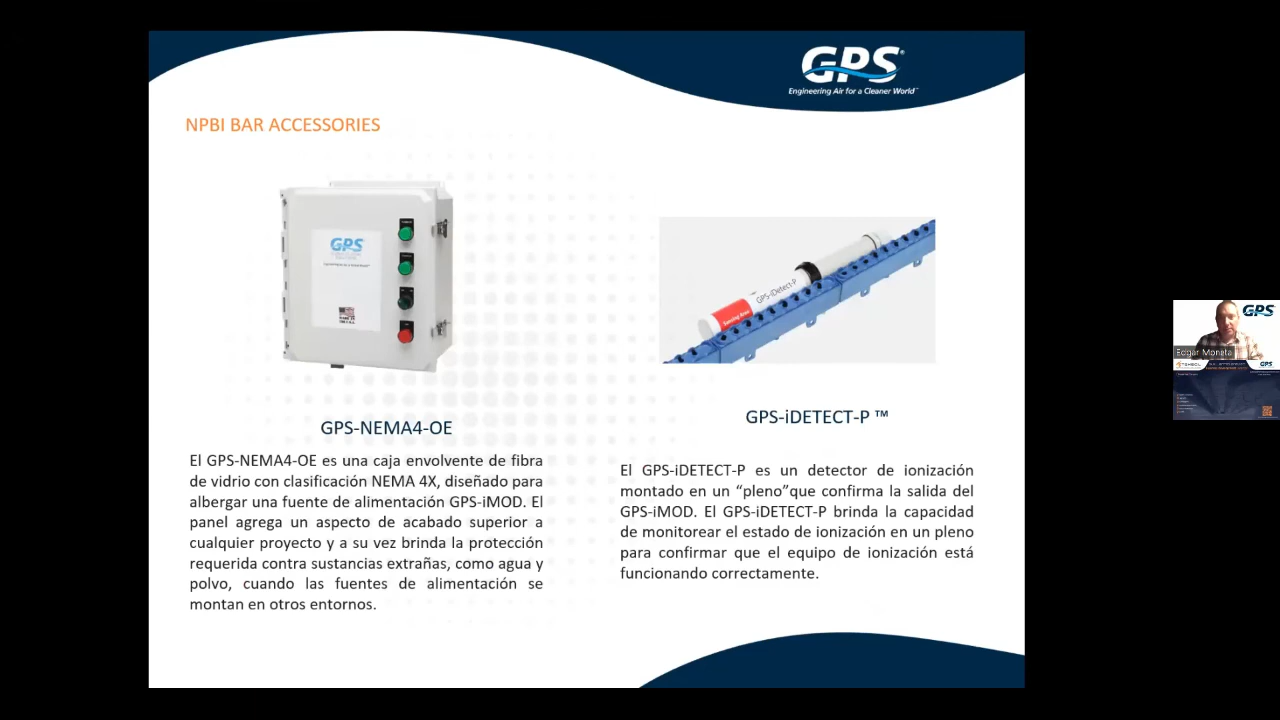 GPS
Engineering Air for a Cleaner World™
NPBI BAR ACCESSORIES
GPS
GPS-iDetect-P
Sensing Area
GPS-NEMA4-OE
El GPS-NEMA4-OE es una caja envolvente de fibra
de vidrio con clasificación NEMA 4X, diseñado para
albergar una fuente de alimentación GPS-iMOD. El
panel agrega un aspecto de acabado superior a
cualquier proyecto y a su vez brinda la protección
requerida contra sustancias extrañas, como agua y
polvo, cuando las fuentes de alimentación se
montan en otros entornos.
GPS-iDETECT-P ™
El GPS-iDETECT-P es un detector de ionización
montado en un “pleno”que confirma la salida del
GPS-iMOD. El GPS-iDETECT-P brinda la capacidad
de monitorear el estado de ionización en un pleno
para confirmar que el equipo de ionización está
funcionando correctamente.
GPS
Edgar Moneta
GPS